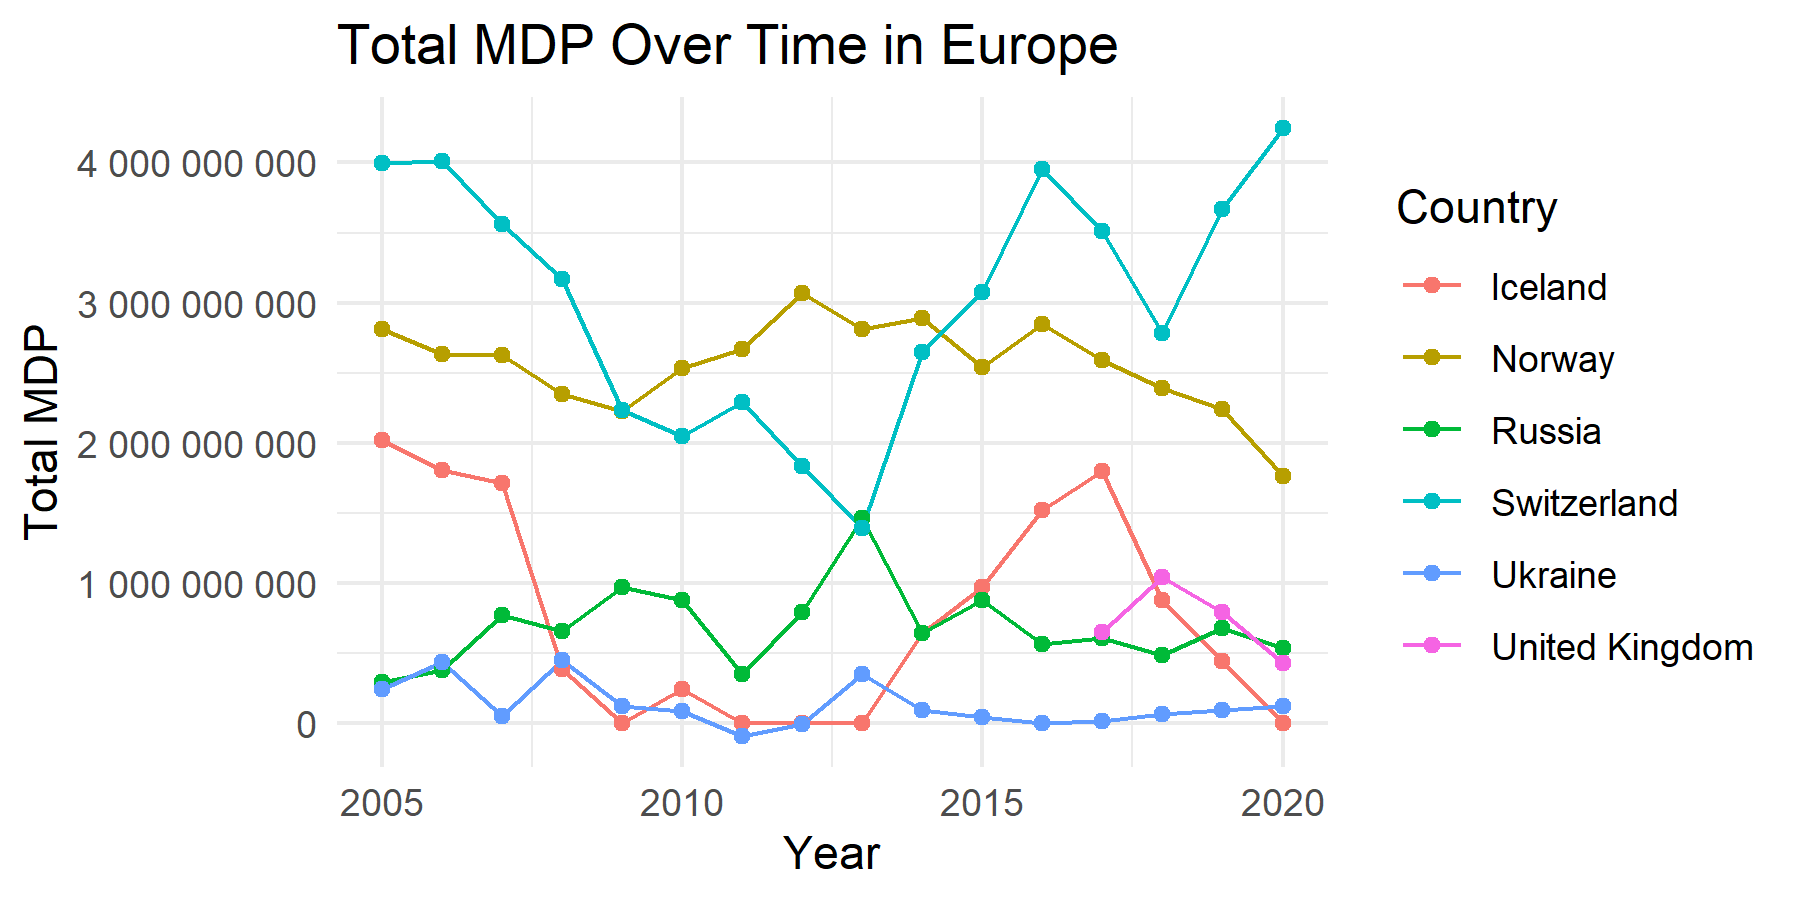 Total MDP Over Time in Europe
Total MDP
4 000 000 000
3 000 000 000
2 000 000 000
1 000 000 000
0
2005
2010
2015
2020
Year
Country
Iceland
Norway
Russia
Switzerland
Ukraine
United Kingdom